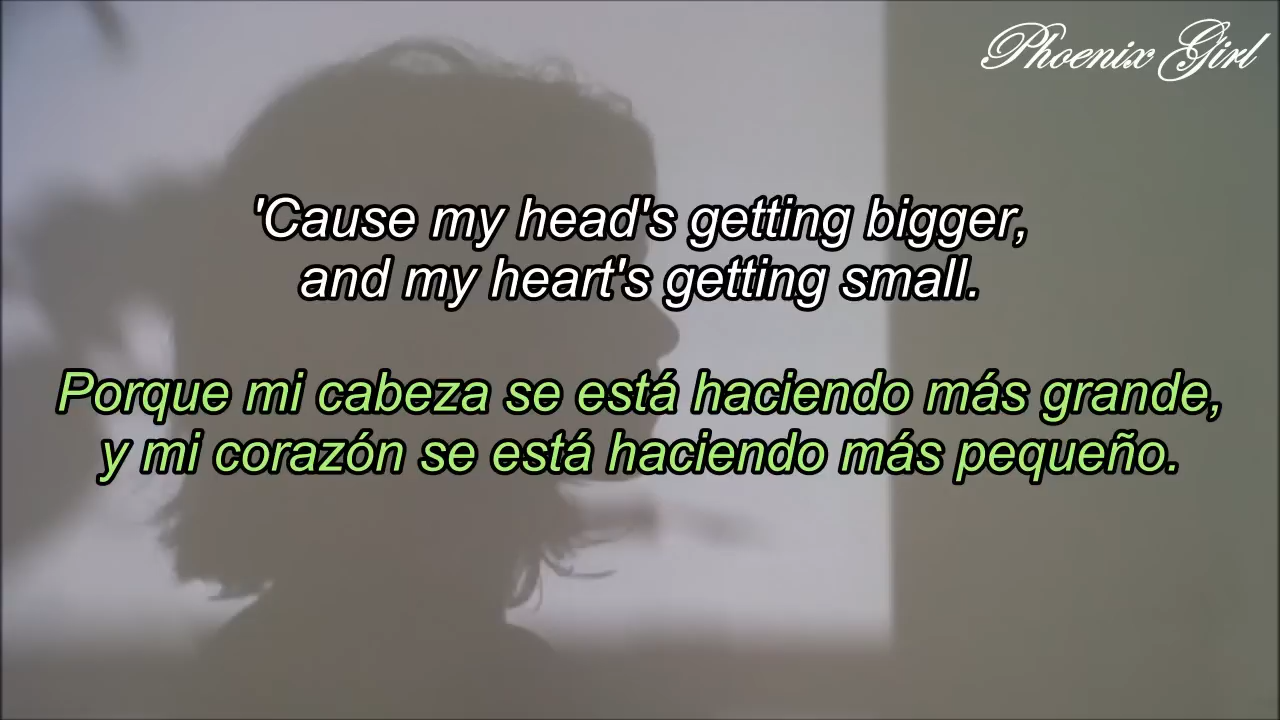 Phoenix Girl
'Cause my head's getting bigger,
and my heart's getting small.
Porque mi cabeza se está haciendo más grande,
y mi corazón se está haciendo más pequeño.